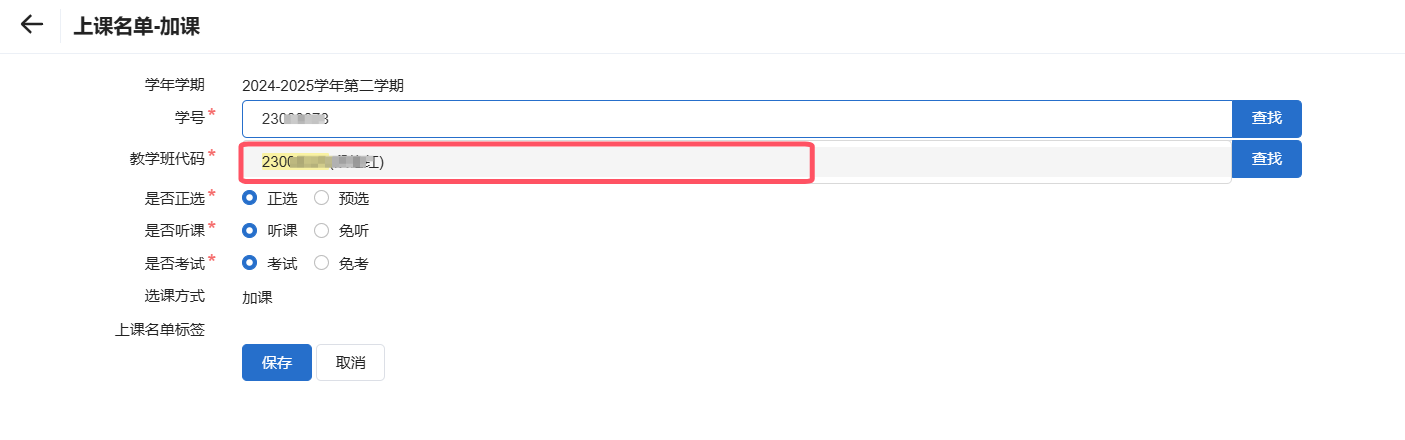 上课名单-加课
学年学期 2024-2025学年第二学期
学号* 查找
教学班代码* 查找
是否正选* 正选 预选
是否听课* 听课 免听
是否考试* 考试 免考
选课方式 加课
上课名单标签
保存 取消